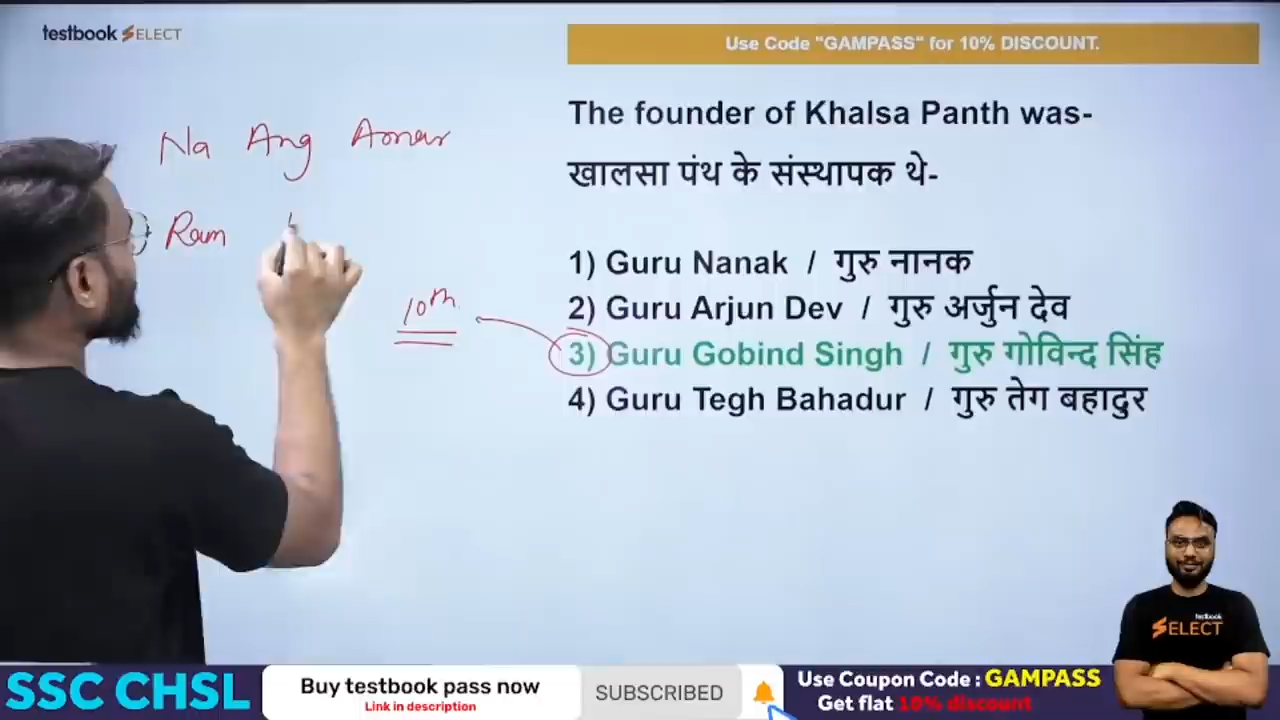 testbook SELECT
Use Code "GAMPASS" for 10% DISCOUNT.
The founder of Khalsa Panth was-
खालसा पंथ के संस्थापक थे-
1) Guru Nanak / गुरु नानक
2) Guru Arjun Dev / गुरु अर्जुन देव
3) Guru Gobind Singh / गुरु गोविन्द सिंह
4) Guru Tegh Bahadur / गुरु तेग बहादुर
Na Ang Amar
Ram
10th
testbook
SELECT
SSC CHSL
Buy testbook pass now
Link in description
SUBSCRIBED
Use Coupon Code : GAMPASS
Get flat 10% discount